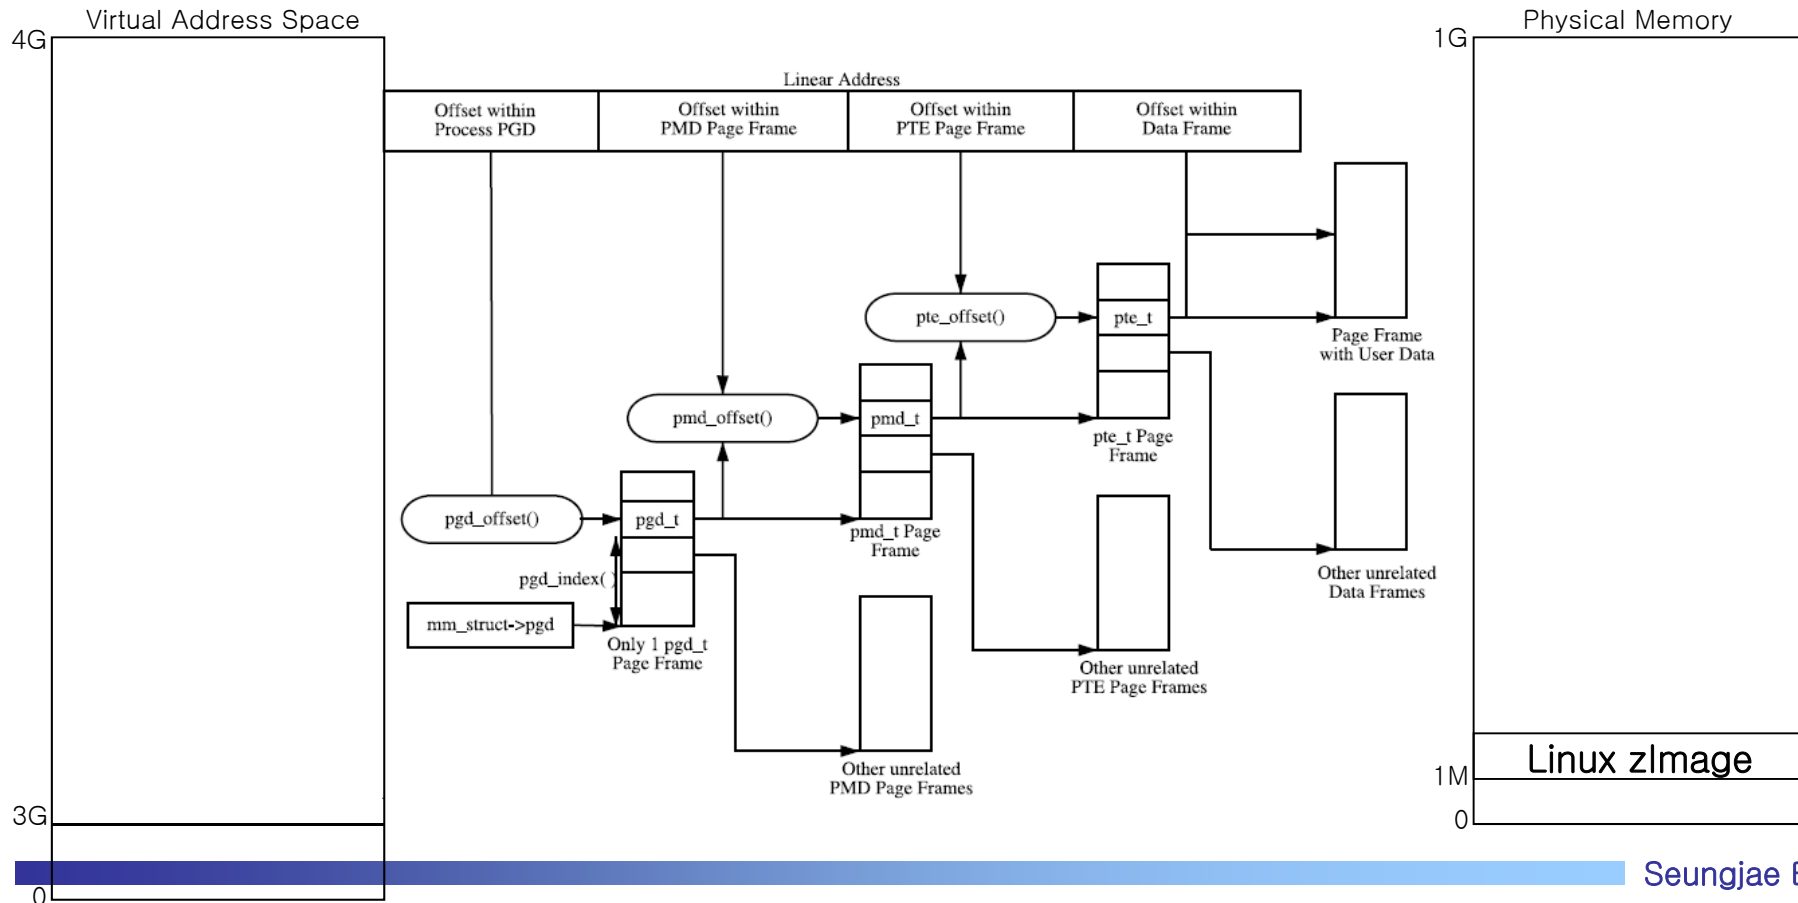 Virtual Address Space
Physical Memory
4G
1G
Linear Address
Offset within
Process PGD
Offset within
PMD Page Frame
Offset within
PTE Page Frame
Offset within
Data Frame
pte_offset()
pte_t
Page Frame
with User Data
pmd_offset()
pmd_t
pte_t Page
Frame
pgd_offset()
pgd_t
pmd_t Page
Frame
pgd_index( )
mm_struct->pgd
Only 1 pgd_t
Page Frame
Other unrelated
Data Frames
Other unrelated
PTE Page Frames
Other unrelated
PMD Page Frames
Linux zImage
1M
3G
0
0
Seungjae